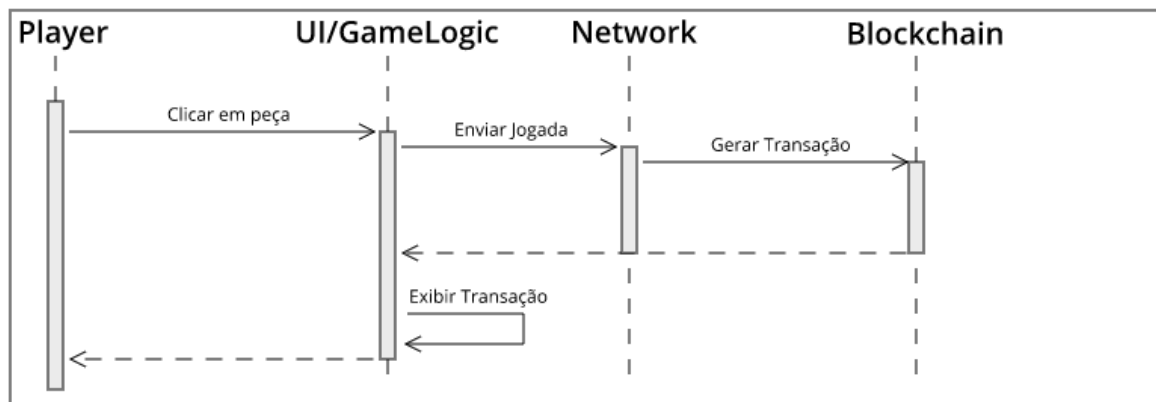 Player
UI/GameLogic
Network
Blockchain
Clicar em peça
Enviar Jogada
Gerar Transação
Exibir Transação